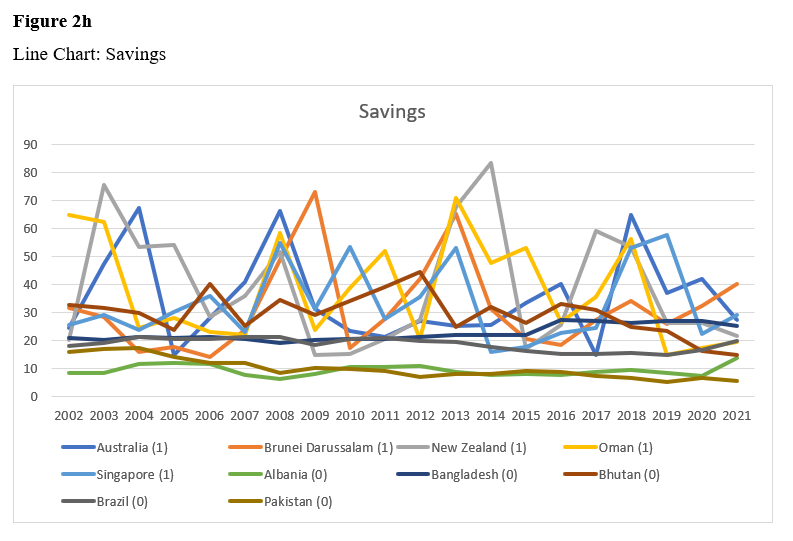 Figure 2h
Line Chart: Savings
Savings
90
80
70
60
50
40
30
20
10
0
2002 2003 2004 2005 2006 2007 2008 2009 2010 2011 2012 2013 2014 2015 2016 2017 2018 2019 2020 2021
Australia (1) Brunei Darussalam (1) New Zealand (1) Oman (1)
Singapore (1) Albania (0) Bangladesh (0) Bhutan (0)
Brazil (0) Pakistan (0)